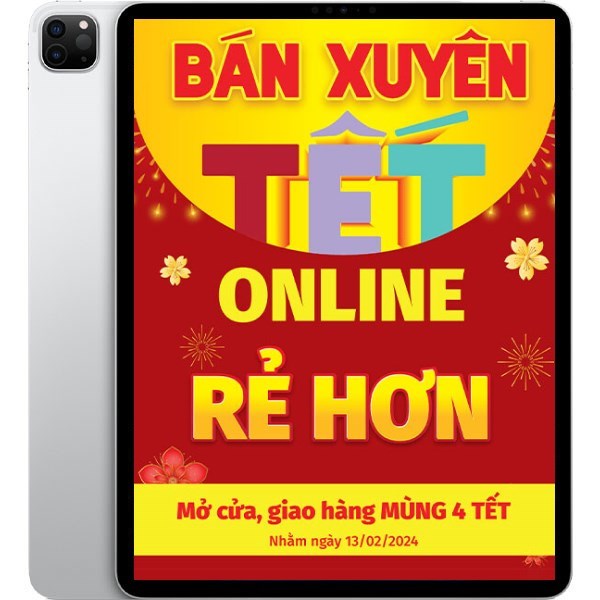 BÁN XUYÊN
TẾT
ONLINE
RẺ HƠN
Mở cửa, giao hàng MÙNG 4 TẾT
Nhằm ngày 13/02/2024